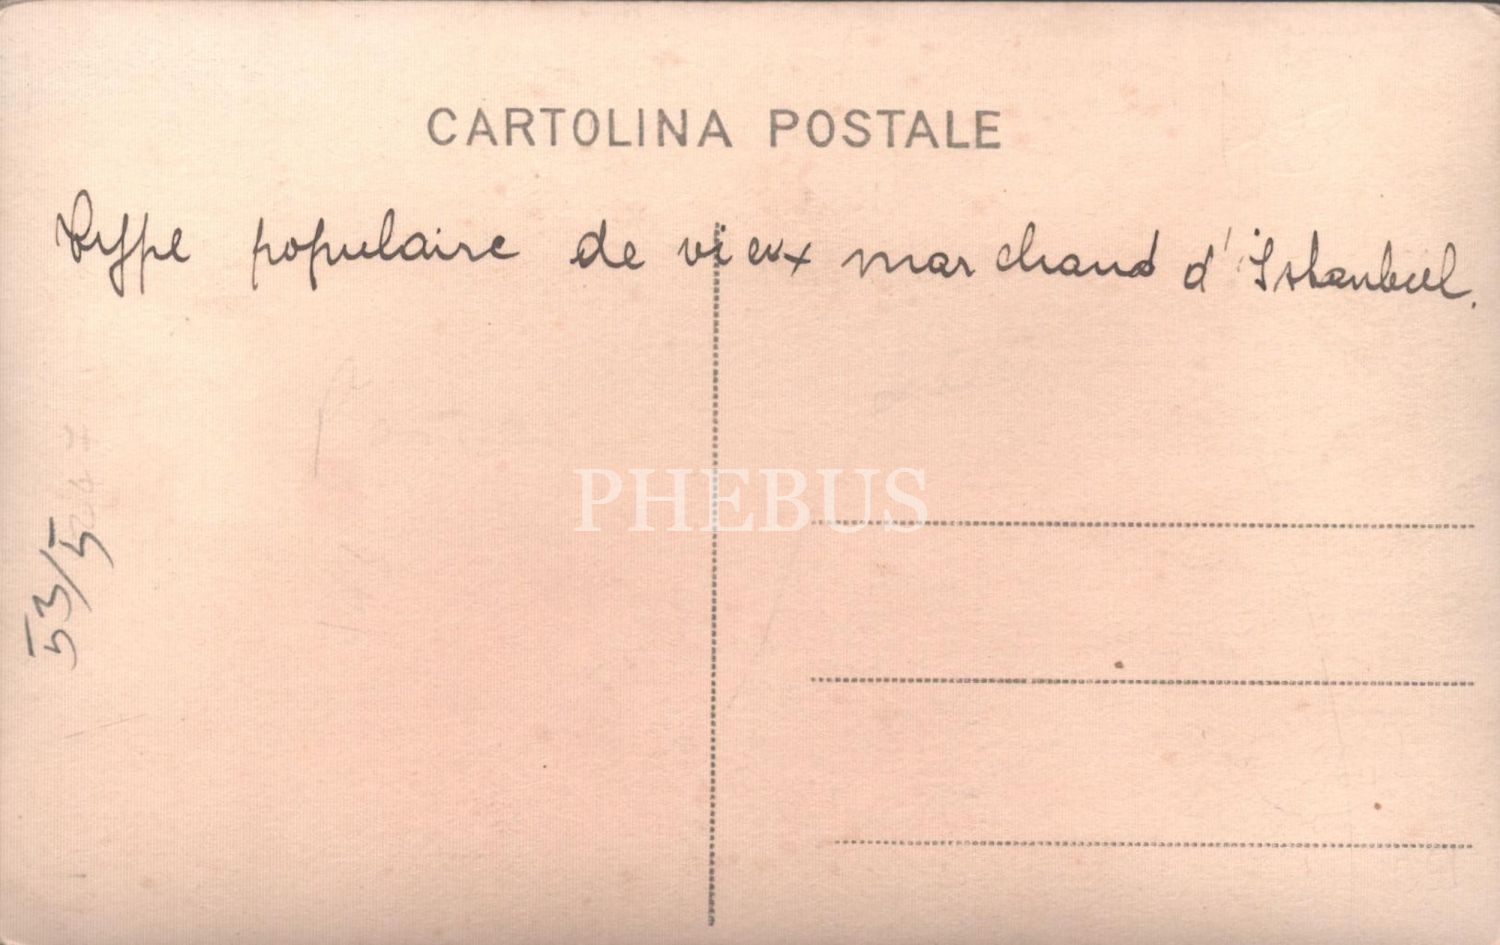 CARTOLINA POSTALE
Type populaire de vieux marchand d'Istanbul.
PHEBUS
53/5